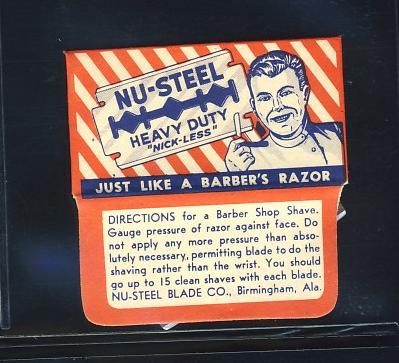 NU-STEEL
HEAVY DUTY
"NICK-LESS"
JUST LIKE A BARBER'S RAZOR
DIRECTIONS for a Barber Shop Shave.
Gauge pressure of razor against face. Do
not apply any more pressure than abso-
lutely necessary, permitting blade to do the
shaving rather than the wrist. You should
go up to 15 clean shaves with each blade.
NU-STEEL BLADE CO., Birmingham, Ala.